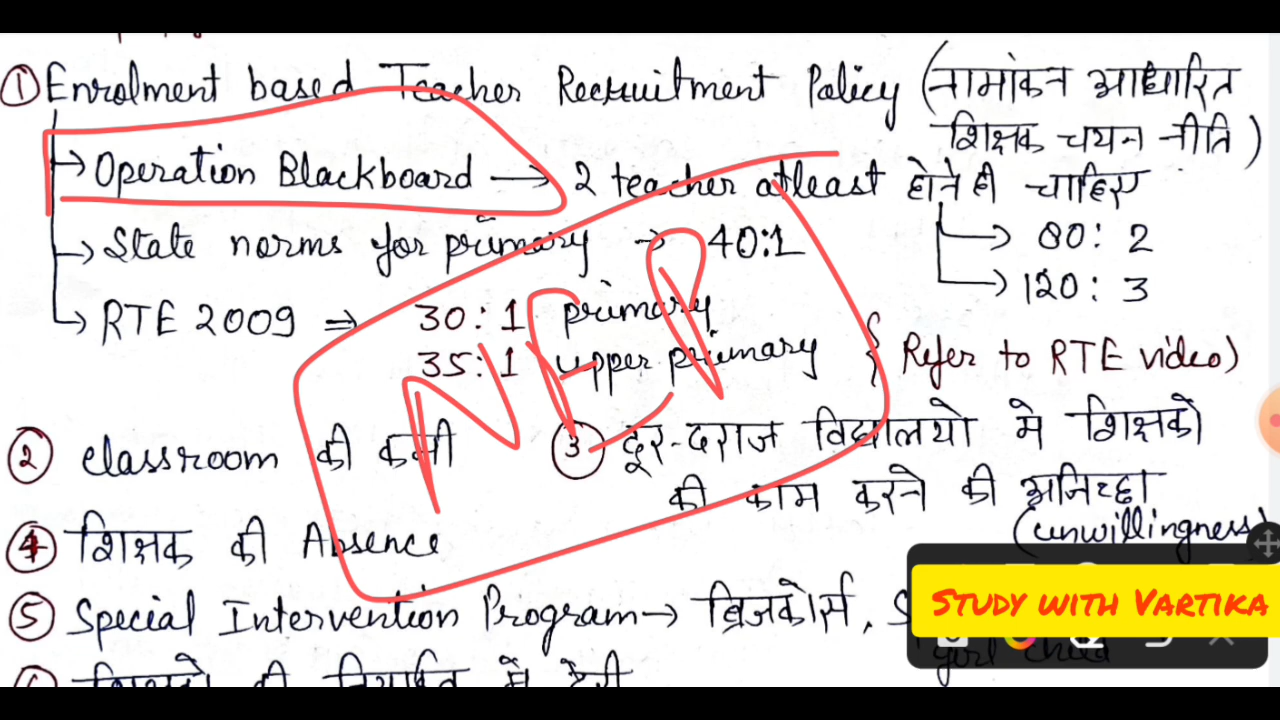 ① Enrolment based Teacher Recruitment Policy (नामांकन आधारित
शिक्षक चयन नीति)
→ Operation Blackboard → 2 teacher atleast होने ही चाहिए
→ 80: 2
→ State norms for primary → 40:1
→ 120: 3
→ RTE 2009 ⇒ 30:1 primary
35:1 upper primary { Refer to RTE video)
NEP
② classroom की कमी
③ दूर-दराज विद्यालयो मे शिक्षको
की काम करने की अनिच्छा
(unwillingness)
④ शिक्षक की Absence
⑤ Special Intervention Program→ ब्रिजकोर्स, S
girl child
STUDY WITH VARTIKA